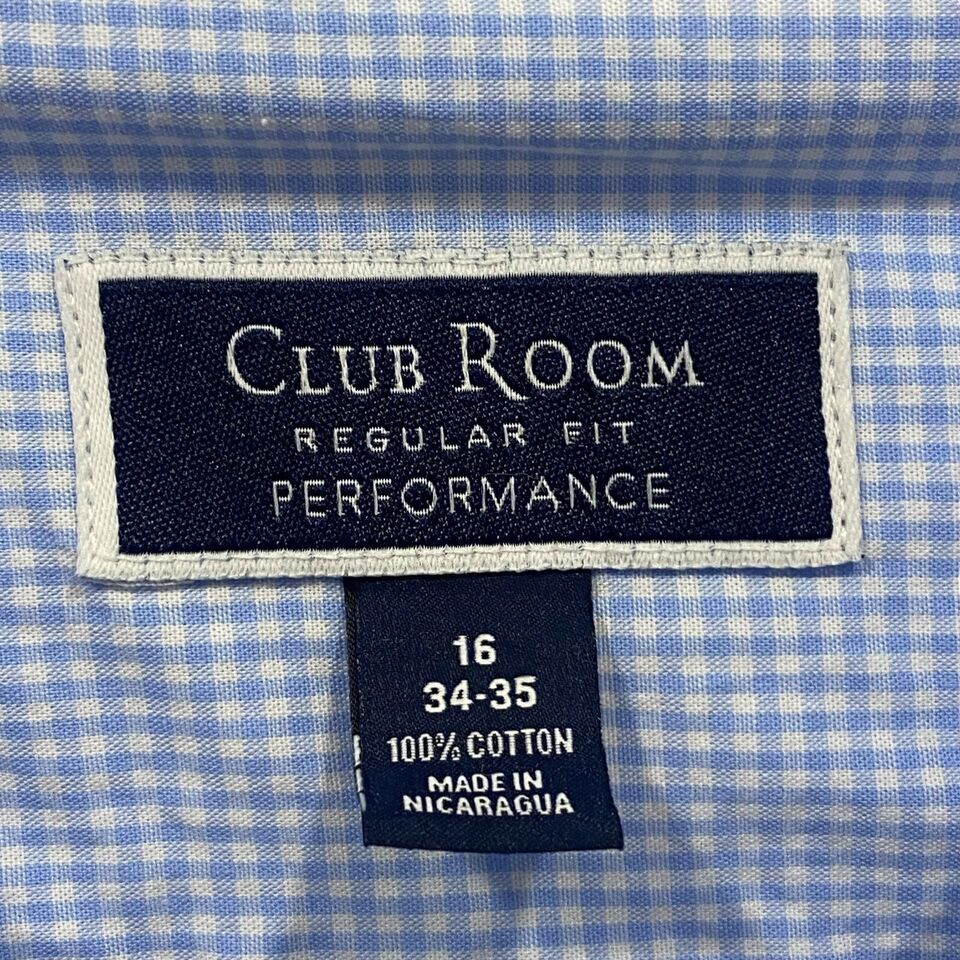 CLUB ROOM
REGULAR FIT
PERFORMANCE
16
34-35
100% COTTON
MADE IN
NICARAGUA